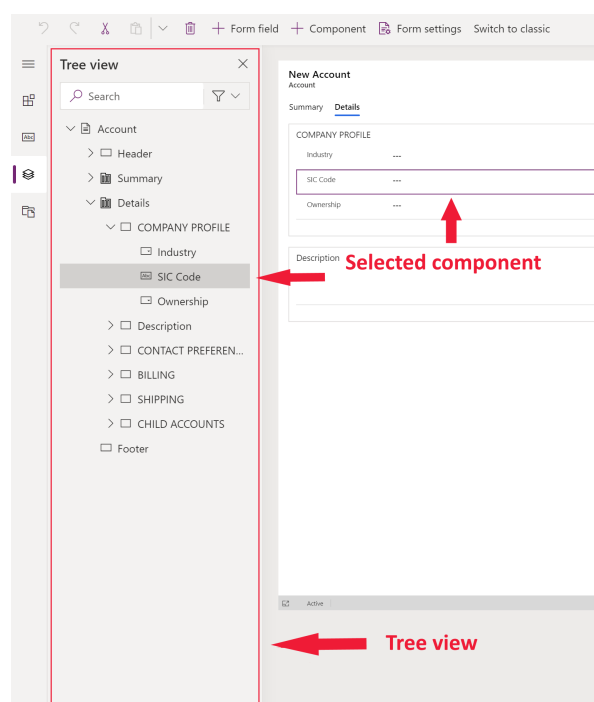 + Form field + Component Form settings Switch to classic
Tree view
Search
Account
Header
Summary
Details
COMPANY PROFILE
Industry
Abc SIC Code
Ownership
Description
CONTACT PREFEREN...
BILLING
SHIPPING
CHILD ACCOUNTS
Footer
Abc
New Account
Account
Summary Details
COMPANY PROFILE
Industry ---
SIC Code ---
Ownership ---
Description
Selected component
Active
Tree view